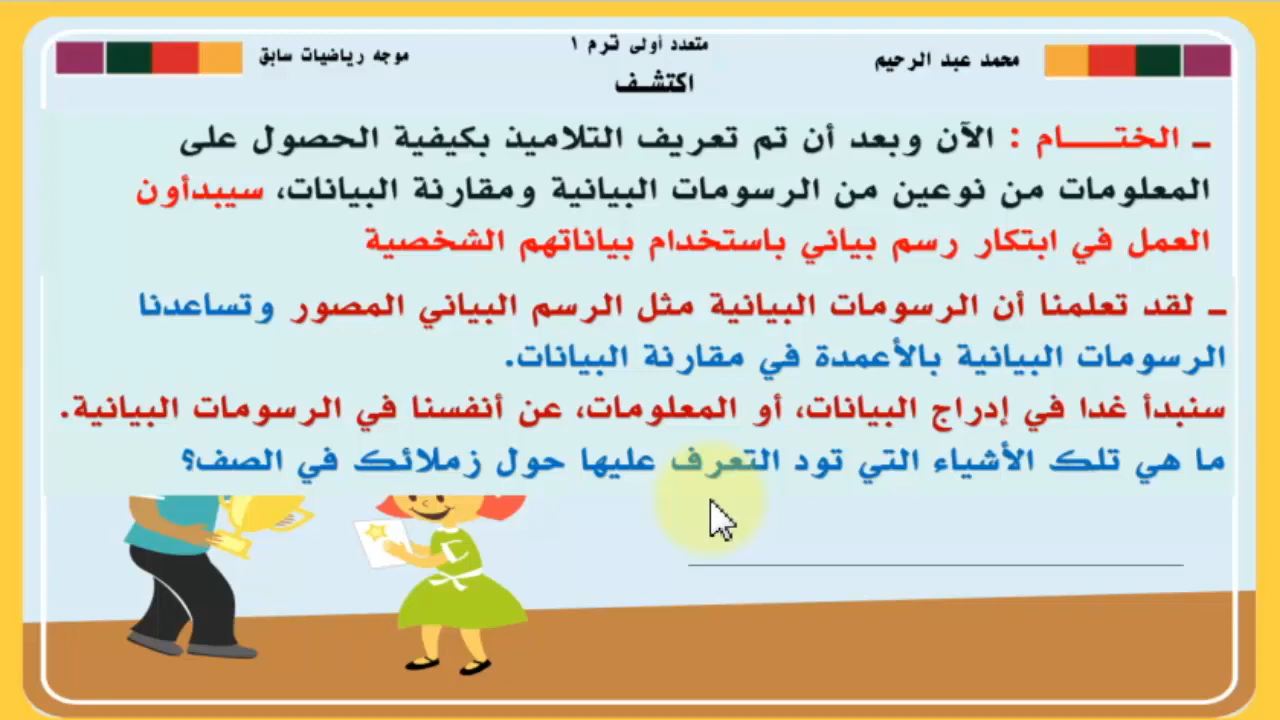 محمد عبد الرحيم
متعدد أولى ترم ١
موجه رياضيات سابق
اكتشف
ـ الختــــام : الآن وبعد أن تم تعريف التلاميذ بكيفية الحصول على
المعلومات من نوعين من الرسومات البيانية ومقارنة البيانات، سيبدأون
العمل في ابتكار رسم بياني باستخدام بياناتهم الشخصية
ـ لقد تعلمنا أن الرسومات البيانية مثل الرسم البياني المصور وتساعدنا
الرسومات البيانية بالأعمدة في مقارنة البيانات.
سنبدأ غدا في إدراج البيانات، أو المعلومات، عن أنفسنا في الرسومات البيانية.
ما هي تلك الأشياء التي تود التعرف عليها حول زملائك في الصف؟